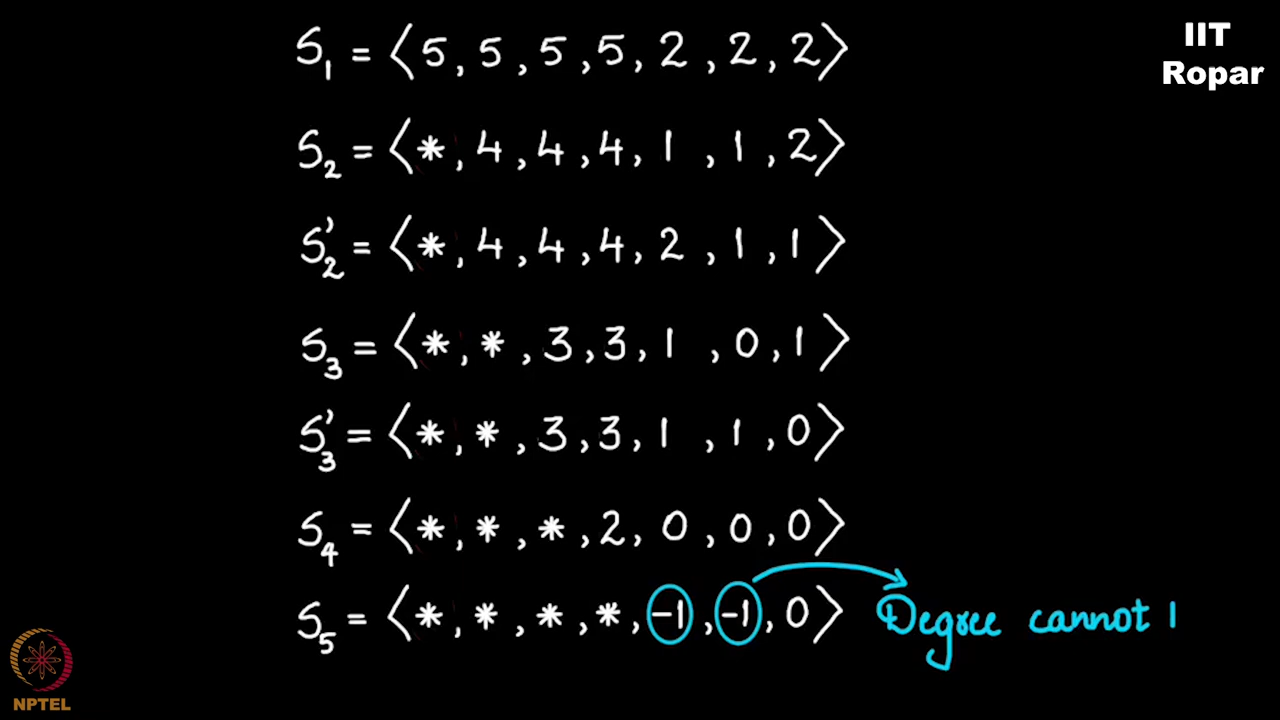 IIT
Ropar
S₁ = ⟨5, 5, 5, 5, 2, 2, 2⟩
S₂ = ⟨*, 4, 4, 4, 1, 1, 2⟩
S₂' = ⟨*, 4, 4, 4, 2, 1, 1⟩
S₃ = ⟨*, *, 3, 3, 1, 0, 1⟩
S₃' = ⟨*, *, 3, 3, 1, 1, 0⟩
S₄ = ⟨*, *, *, 2, 0, 0, 0⟩
S₅ = ⟨*, *, *, *, -1, -1, 0⟩ Degree cannot
NPTEL